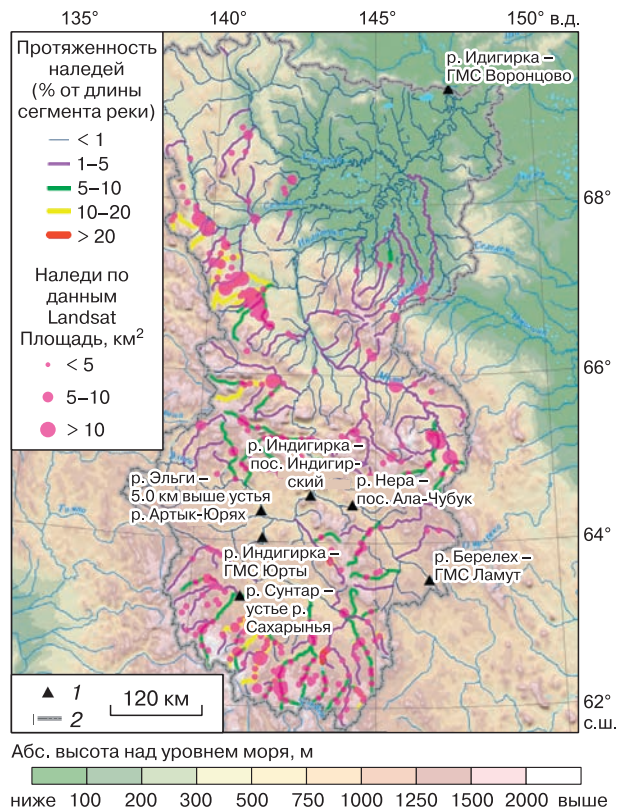 135° 140° 145° 150° в.д.
Протяженность
наледей
(% от длины
сегмента реки)
< 1
1–5
5–10
10–20
> 20
Наледи по
данным
Landsat
Площадь, км²
< 5
5–10
> 10
р. Идигирка –
ГМС Воронцово
68°
66°
р. Индигирка –
пос. Индигир-
ский
р. Эльги –
5.0 км выше устья
р. Артык-Юрях
р. Нера –
пос. Ала-Чубук
64°
р. Индигирка –
ГМС Юрты
р. Берелех –
ГМС Ламут
р. Сунтар –
устье р.
Сахарынья
62°
с.ш.
1
2
120 км
Абс. высота над уровнем моря, м
ниже 100 200 300 500 750 1000 1250 1500 2000 выше